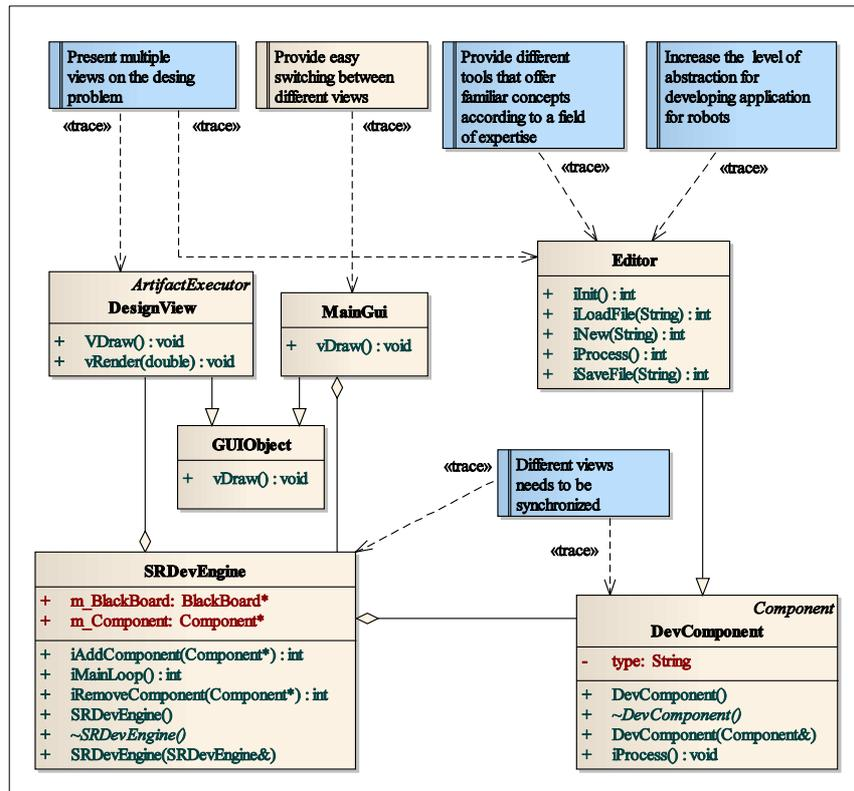 Present multiple
views on the desing
problem
Provide easy
switching between
different views
Provide different
tools that offer
familiar concepts
according to a field
of expertise
Increase the level of
abstraction for
developing application
for robots
«trace»
«trace»
«trace»
«trace»
«trace»
ArtifactExecutor
DesignView
+ VDraw() : void
+ vRender(double) : void
MainGui
+ vDraw() : void
Editor
+ iInit() : int
+ iLoadFile(String) : int
+ iNew(String) : int
+ iProcess() : int
+ iSaveFile(String) : int
GUIObject
+ vDraw() : void
«trace»
Different views
needs to be
synchronized
«trace»
SRDevEngine
+ m_BlackBoard: BlackBoard*
+ m_Component: Component*
+ iAddComponent(Component*) : int
+ iMainLoop() : int
+ iRemoveComponent(Component*) : int
+ SRDevEngine()
+ ~SRDevEngine()
+ SRDevEngine(SRDevEngine&)
Component
DevComponent
- type: String
+ DevComponent()
+ ~DevComponent()
+ DevComponent(Component&)
+ iProcess() : void